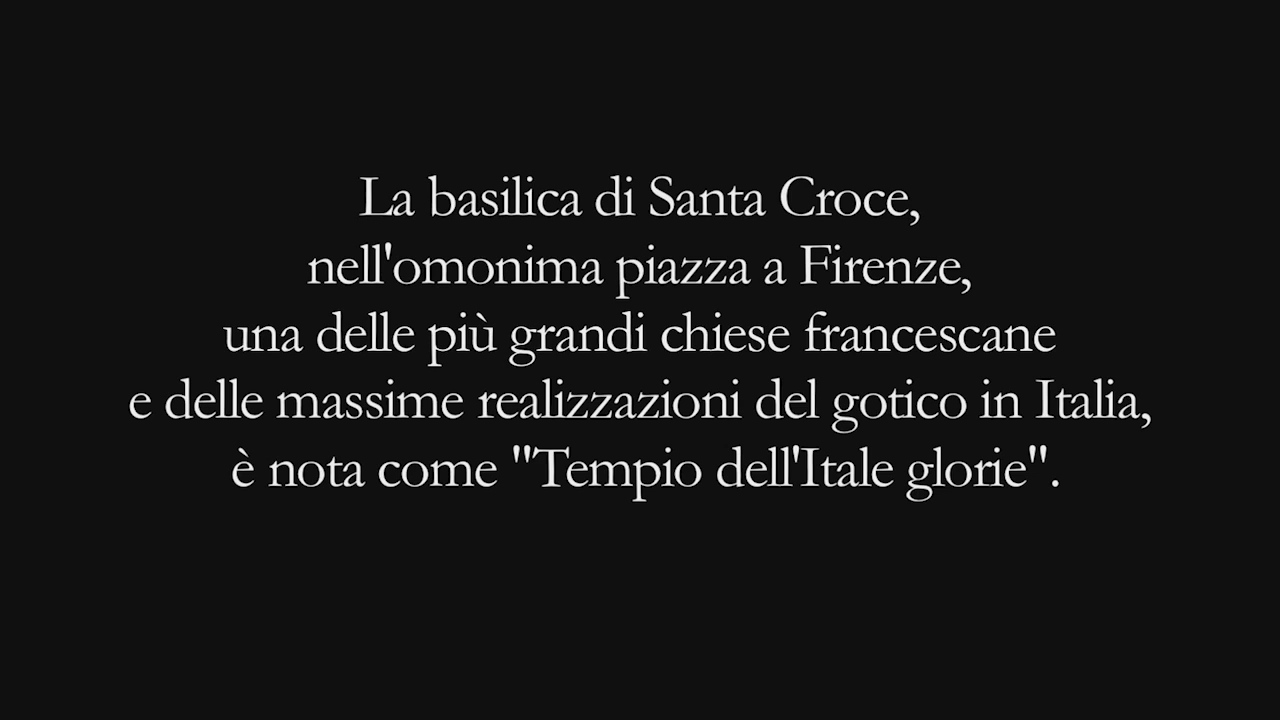 La basilica di Santa Croce,
nell'omonima piazza a Firenze,
una delle più grandi chiese francescane
e delle massime realizzazioni del gotico in Italia,
è nota come "Tempio dell'Itale glorie".